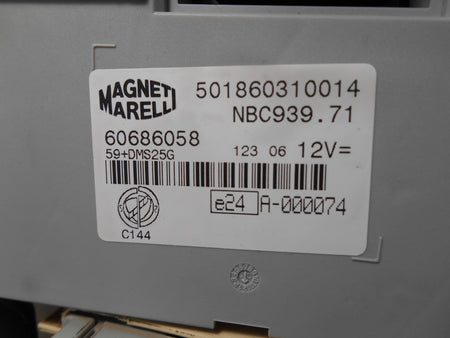 MAGNETI
MARELLI
501860310014
NBC939.71
60686058
59+DMS25G
123 06 12V=
e24 A-000074
C144